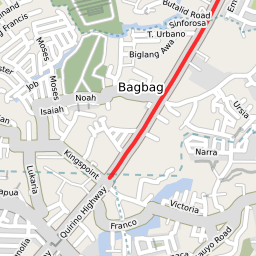 Butalid Road
Sinforosa
T. Urbano
Biglang Awa
Francis
Moses
Moses
Job
Isaiah
Noah
Bagbag
Ursia
Narra
Kingspoint
Lukaria
Quirino Highway
Victoria
Franco